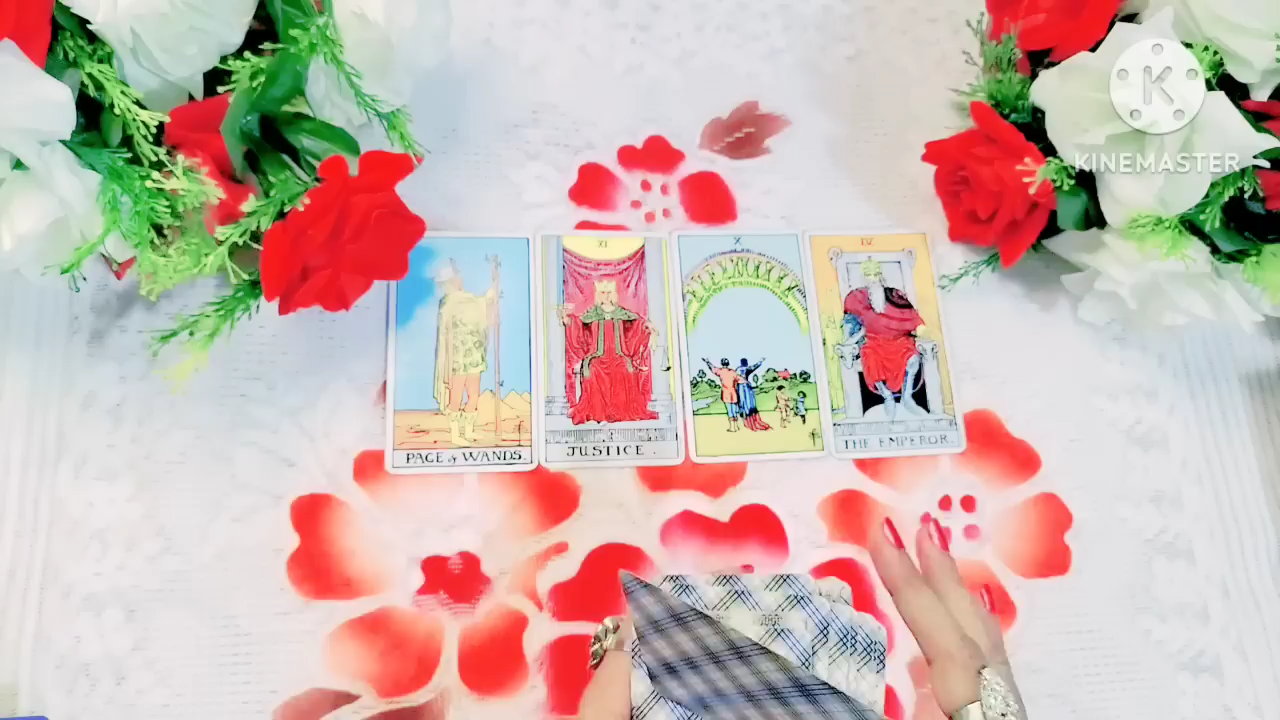 K
KINEMASTER
XI
X
IV
PAGE of WANDS.
JUSTICE .
THE EMPEROR.